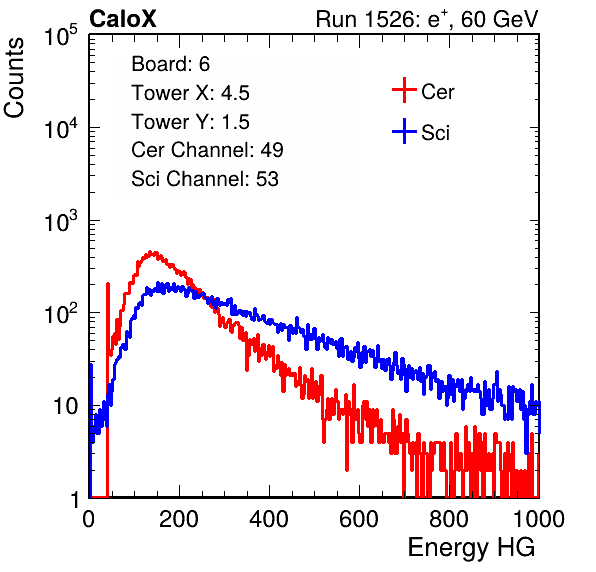 CaloX Run 1526: e⁺, 60 GeV
Counts
10⁵
10⁴
10³
10²
10
1
Board: 6
Tower X: 4.5
Tower Y: 1.5
Cer Channel: 49
Sci Channel: 53
Cer
Sci
0 200 400 600 800 1000
Energy HG